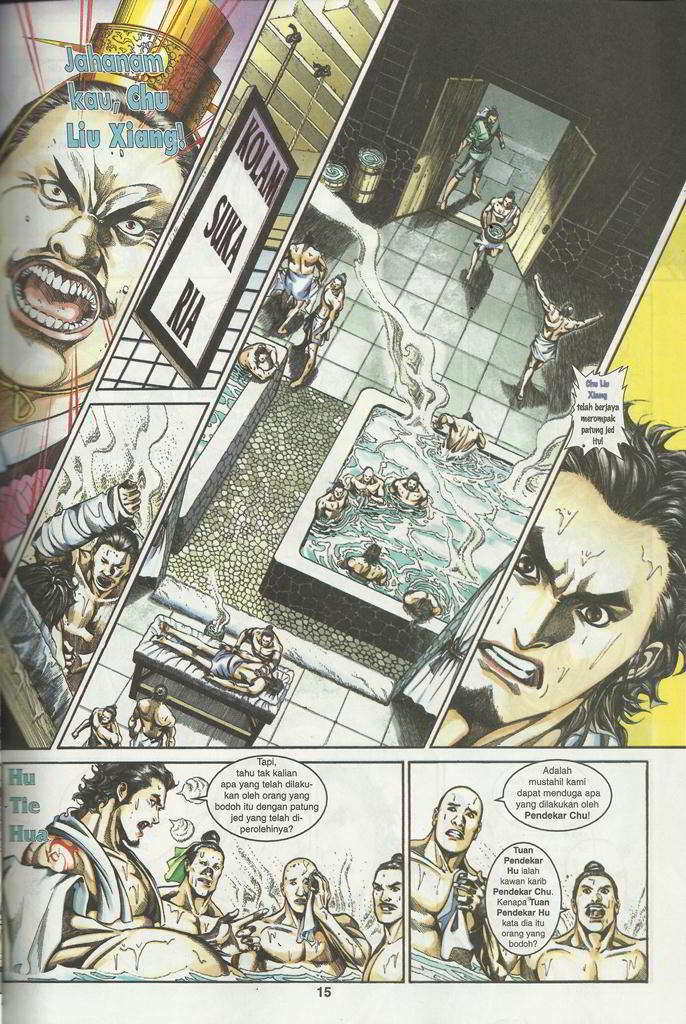 Jahanam
kau, Chu
Liu Xiang!
KOLAM
SUKA
RIA
Chu Liu
Xiang
telah berjaya
merompak
patung jed
itu!
Hu
Tie
Hua
Tapi,
tahu tak kalian
apa yang telah dilaku-
kan oleh orang yang
bodoh itu dengan patung
jed yang telah di-
perolehinya?
Adalah
mustahil kami
dapat menduga apa
yang dilakukan oleh
Pendekar Chu!
Tuan
Pendekar
Hu ialah
kawan karib
Pendekar Chu.
Kenapa Tuan
Pendekar Hu
kata dia itu
orang yang
bodoh?
15